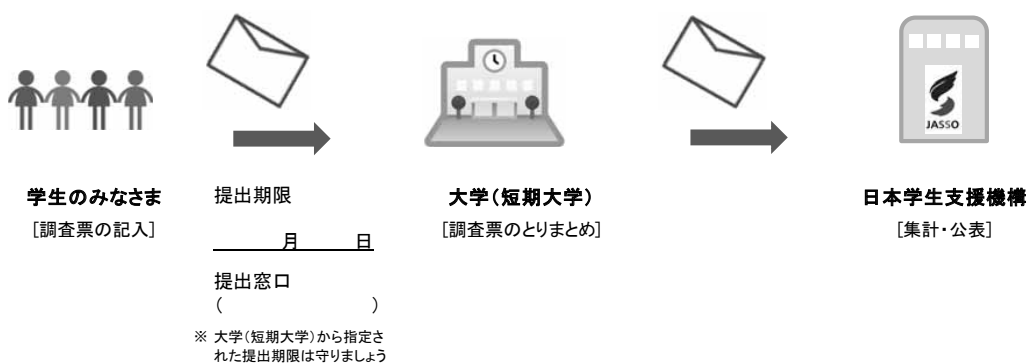 JASSO
学生のみなさま
[調査票の記入]
提出期限
月 日
提出窓口
( )
※ 大学(短期大学)から指定さ
れた提出期限は守りましょう
大学(短期大学)
[調査票のとりまとめ]
日本学生支援機構
[集計・公表]